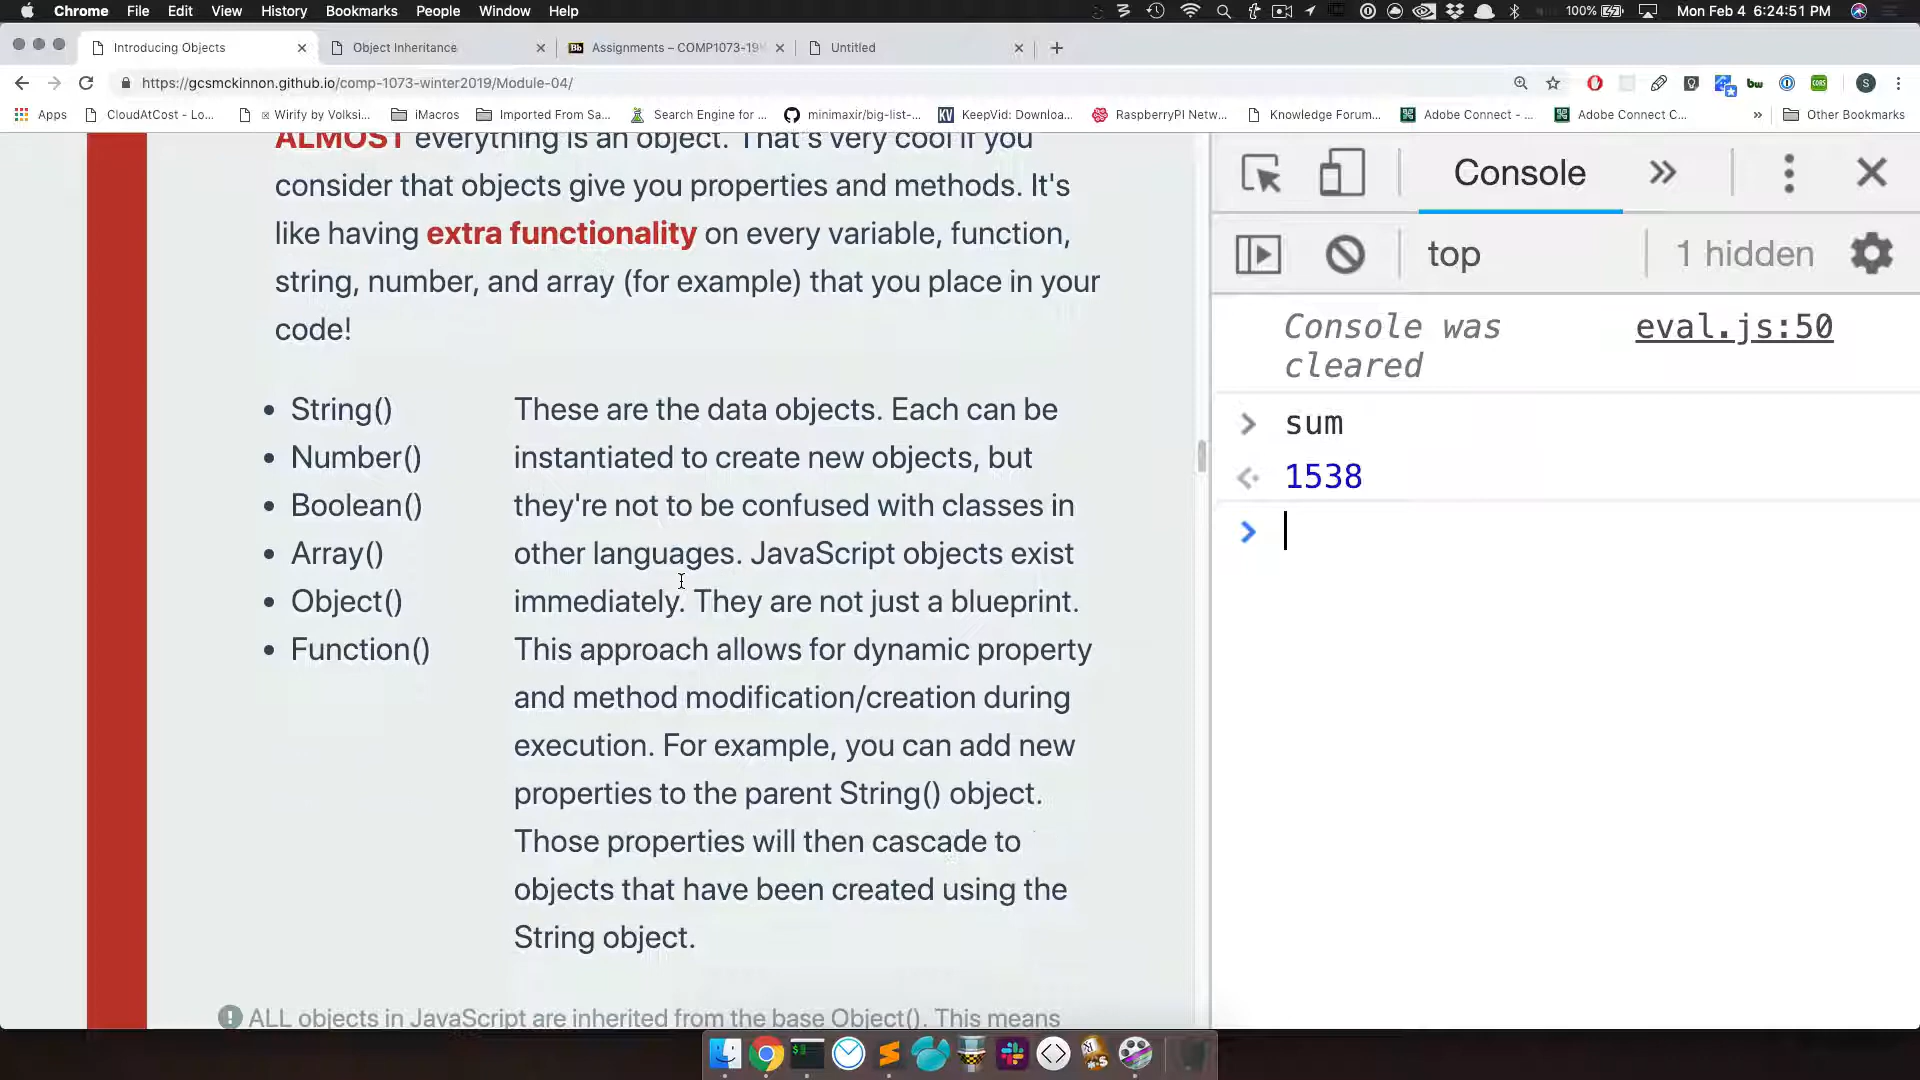 Chrome File Edit View History Bookmarks People Window Help 100% Mon Feb 4 6:24:51 PM
Introducing Objects Object Inheritance Bb Assignments – COMP1073-19 Untitled
https://gcsmckinnon.github.io/comp-1073-winter2019/Module-04/
Apps CloudAtCost - Lo... Wirify by Volksi... iMacros Imported From Sa... Search Engine for ... minimaxir/big-list-... KeepVid: Downloa... RaspberryPI Netw... Knowledge Forum... Adobe Connect - ... Adobe Connect C... » Other Bookmarks
ALMOST everything is an object. That's very cool if you
consider that objects give you properties and methods. It's
like having extra functionality on every variable, function,
string, number, and array (for example) that you place in your
code!
• String()
• Number()
• Boolean()
• Array()
• Object()
• Function()
These are the data objects. Each can be
instantiated to create new objects, but
they're not to be confused with classes in
other languages. JavaScript objects exist
immediately. They are not just a blueprint.
This approach allows for dynamic property
and method modification/creation during
execution. For example, you can add new
properties to the parent String() object.
Those properties will then cascade to
objects that have been created using the
String object.
ALL objects in JavaScript are inherited from the base Object(). This means
Console »
top 1 hidden
Console was eval.js:50
cleared
> sum
1538
>